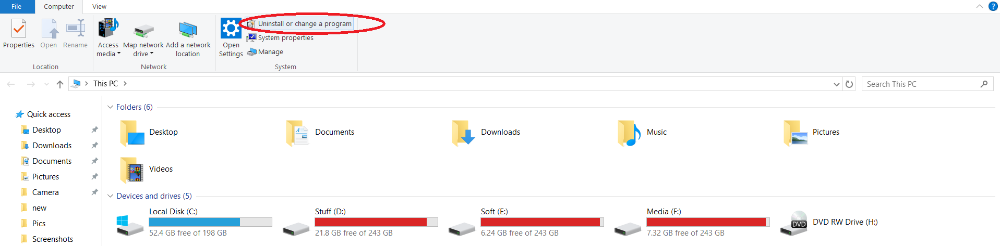 File Computer View
Uninstall or change a program
System properties
Manage
Properties Open Rename
Access media
Map network drive
Add a network location
Open Settings
Location Network System
This PC
Search This PC
Quick access
Desktop
Downloads
Documents
Pictures
Camera
new
Pics
Screenshots
Folders (6)
Desktop Documents Downloads Music Pictures
Videos
Devices and drives (5)
Local Disk (C:)
52.4 GB free of 198 GB
Stuff (D:)
21.8 GB free of 243 GB
Soft (E:)
6.24 GB free of 243 GB
Media (F:)
7.32 GB free of 243 GB
DVD
DVD RW Drive (H:)